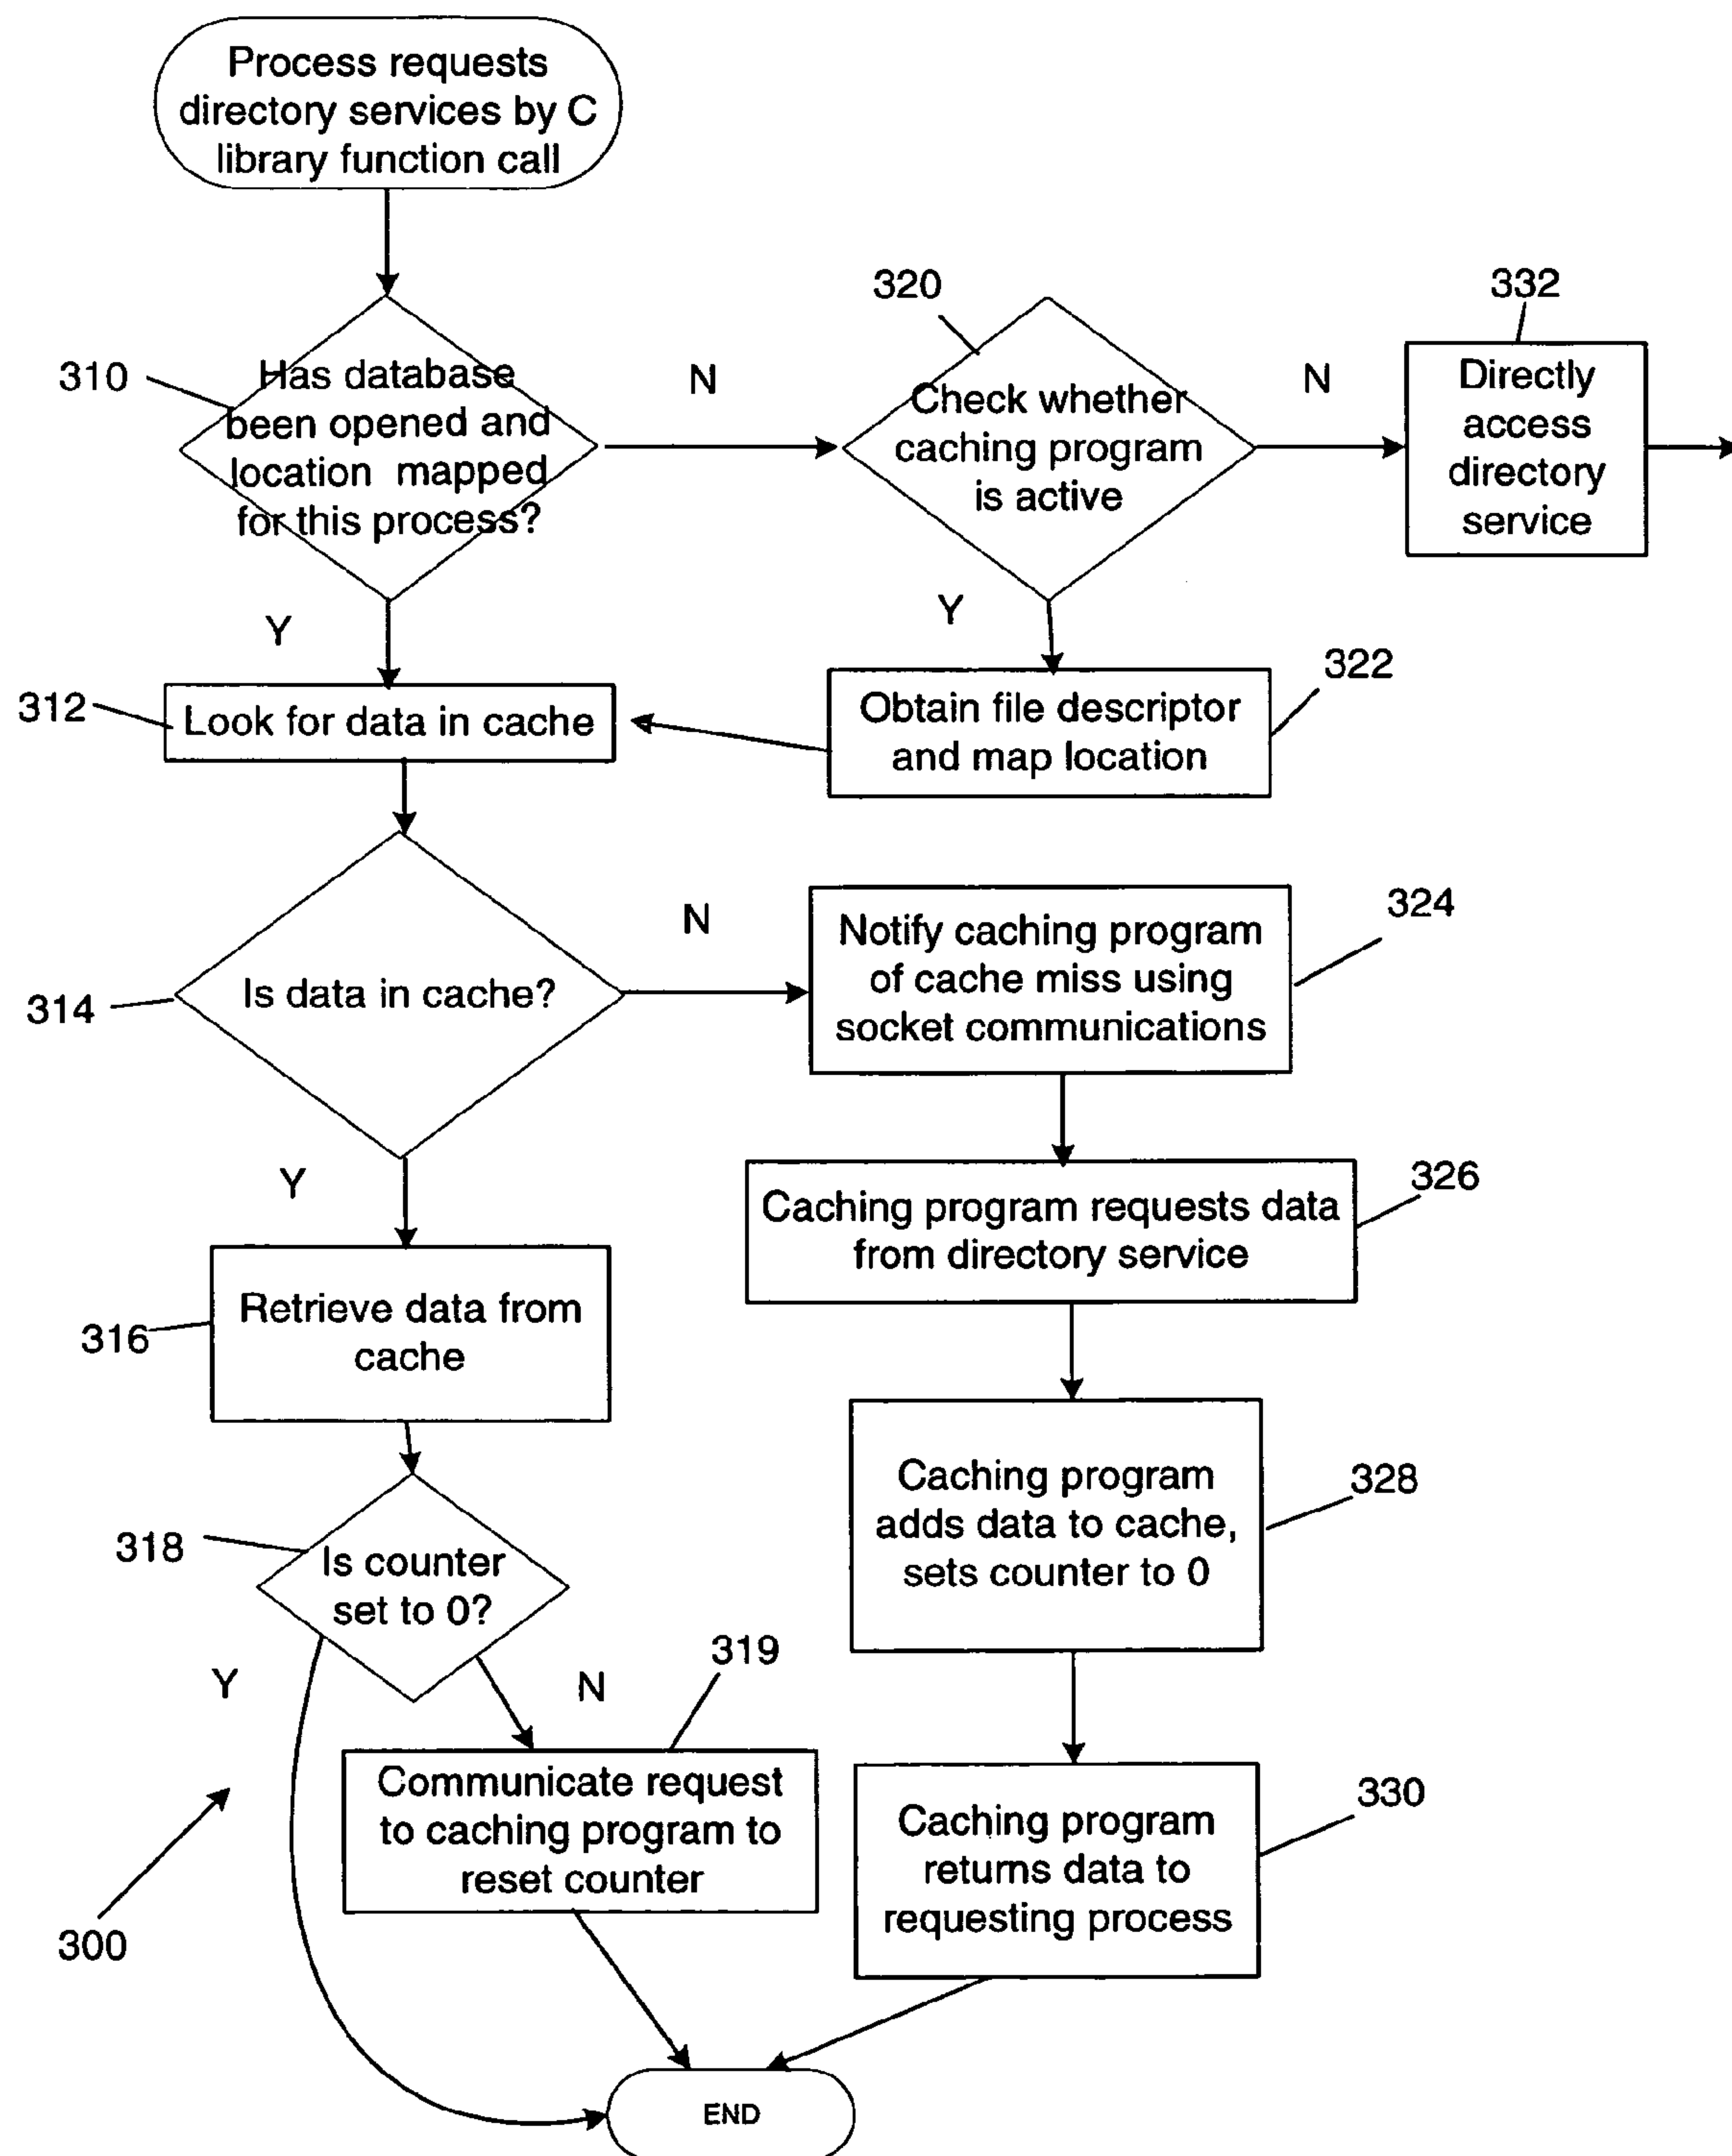 Process requests
directory services by C
library function call
320
332
310
Has database
been opened and
location mapped
for this process?
N
Check whether
caching program
is active
N
Directly
access
directory
service
Y
Y
312
Look for data in cache
Obtain file descriptor
and map location
322
314
Is data in cache?
N
Notify caching program
of cache miss using
socket communications
324
Y
Caching program requests data
from directory service
326
316
Retrieve data from
cache
Caching program
adds data to cache,
sets counter to 0
328
318
Is counter
set to 0?
Y
N
319
Communicate request
to caching program to
reset counter
Caching program
returns data to
requesting process
330
300
END